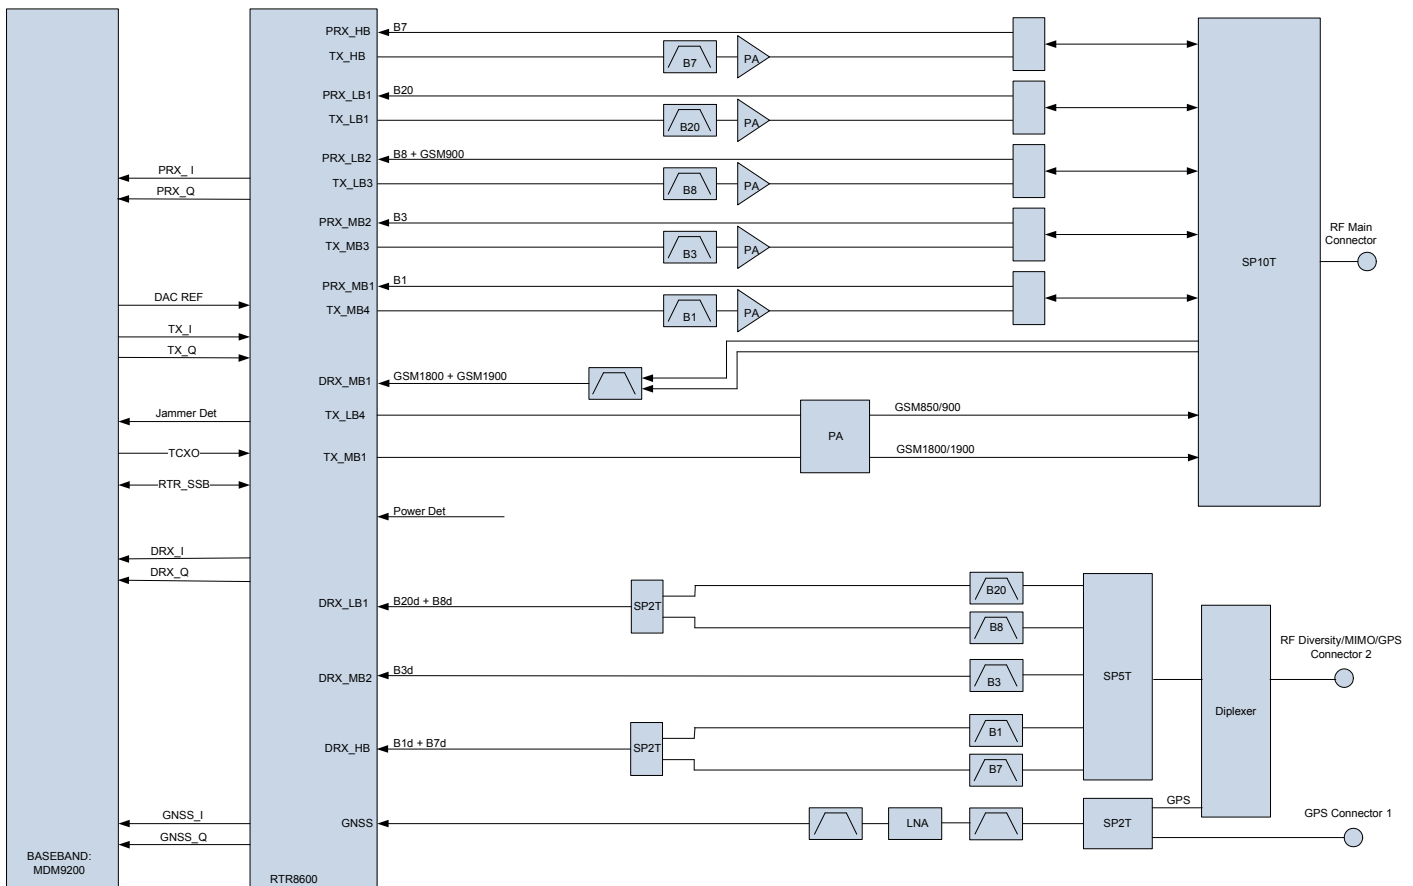 PRX_HB
B7
TX_HB
B7
PA
PRX_LB1
B20
TX_LB1
B20
PA
PRX_LB2
B8 + GSM900
TX_LB3
B8
PA
PRX_MB2
B3
TX_MB3
B3
PA
PRX_MB1
B1
TX_MB4
B1
PA
DRX_MB1
GSM1800 + GSM1900
TX_LB4
GSM850/900
PA
TX_MB1
GSM1800/1900
SP10T
RF Main
Connector
PRX_ I
PRX_Q
DAC REF
TX_I
TX_Q
Jammer Det
TCXO
RTR_SSB
Power Det
DRX_I
DRX_Q
DRX_LB1
B20d + B8d
SP2T
B20
B8
DRX_MB2
B3d
B3
SP5T
DRX_HB
B1d + B7d
SP2T
B1
B7
Diplexer
RF Diversity/MIMO/GPS
Connector 2
GNSS_I
GNSS_Q
GNSS
LNA
SP2T
GPS
GPS Connector 1
BASEBAND:
MDM9200
RTR8600